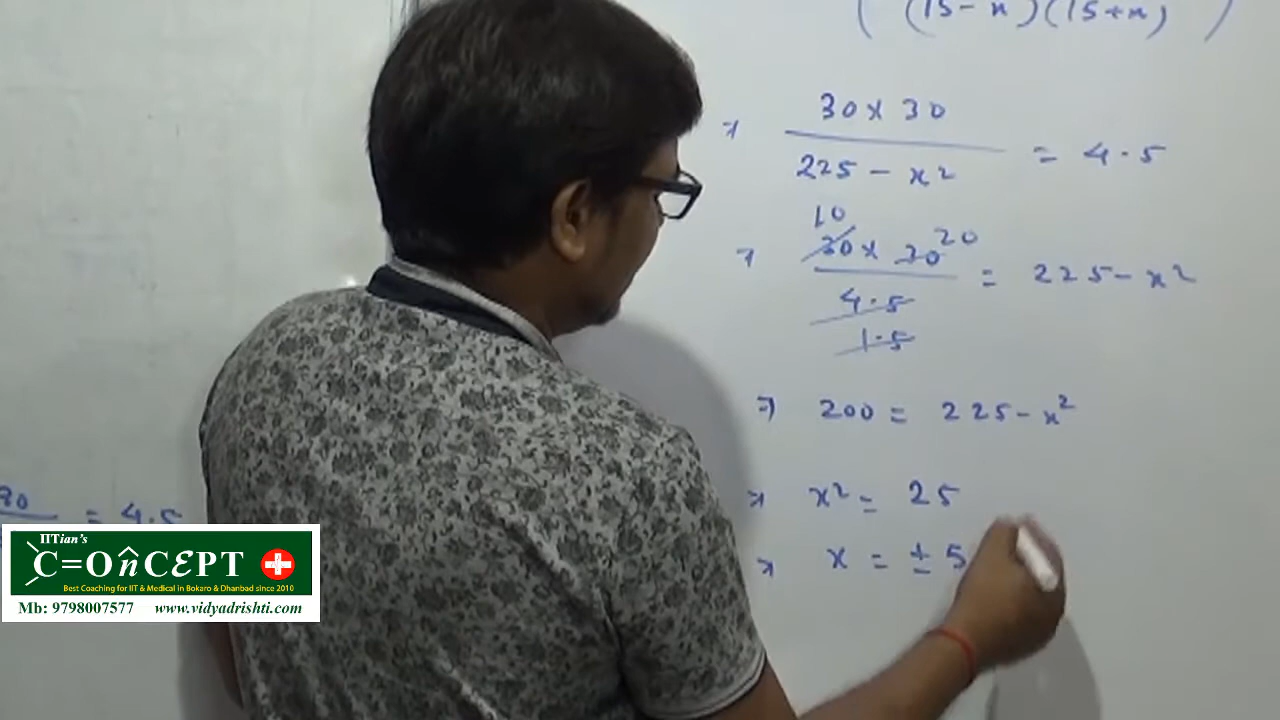 ( (15 - x)(15 + x) )
⇒ 30 x 30
225 - x² = 4.5
10
⇒ 30 x 30 20
4.5 = 225 - x²
1.5
⇒ 200 = 225 - x²
⇒ x² = 25
⇒ x = ± 5
30
= 4.5
IITian's
C=OnCEPT
Best Coaching for IIT & Medical in Bokaro & Dhanbad since 2010
Mb: 9798007577 www.vidyadrishti.com